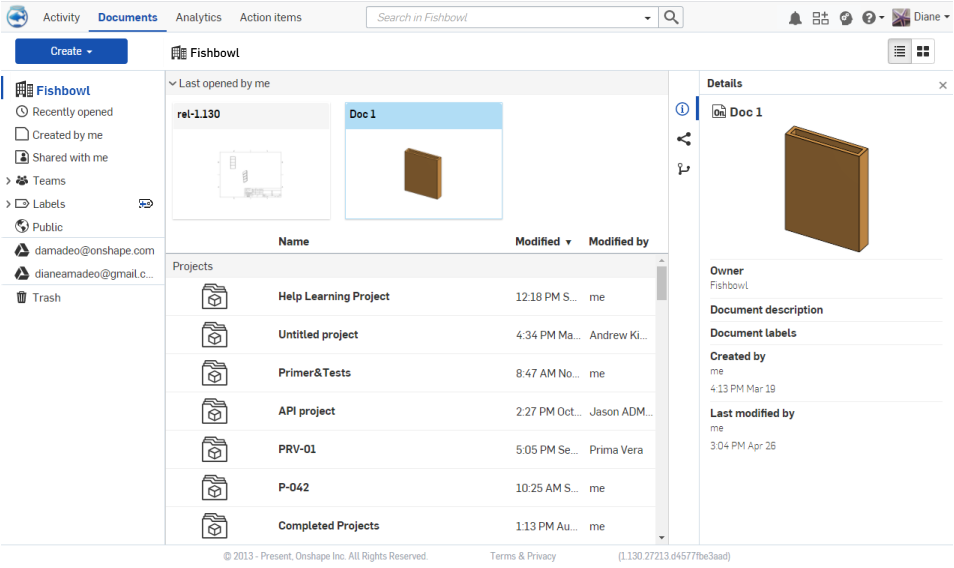 Activity Documents Analytics Action items Search in Fishbowl Diane
Create
Fishbowl
Fishbowl
Recently opened
Created by me
Shared with me
Teams
Labels
Public
damadeo@onshape.com
dianeamadeo@gmail.c...
Trash
Last opened by me
rel-1.130
Doc 1
Name Modified Modified by
Projects
Help Learning Project 12:18 PM S... me
Untitled project 4:34 PM Ma... Andrew Ki...
Primer&Tests 8:47 AM No... me
API project 2:27 PM Oct... Jason ADM...
PRV-01 5:05 PM Se... Prima Vera
P-042 10:25 AM S... me
Completed Projects 1:13 PM Au... me
Details
On Doc 1
Owner
Fishbowl
Document description
Document labels
Created by
me
4:13 PM Mar 19
Last modified by
me
3:04 PM Apr 26
© 2013 - Present, Onshape Inc. All Rights Reserved. Terms & Privacy (1.130.27213.d4577fbe3aad)